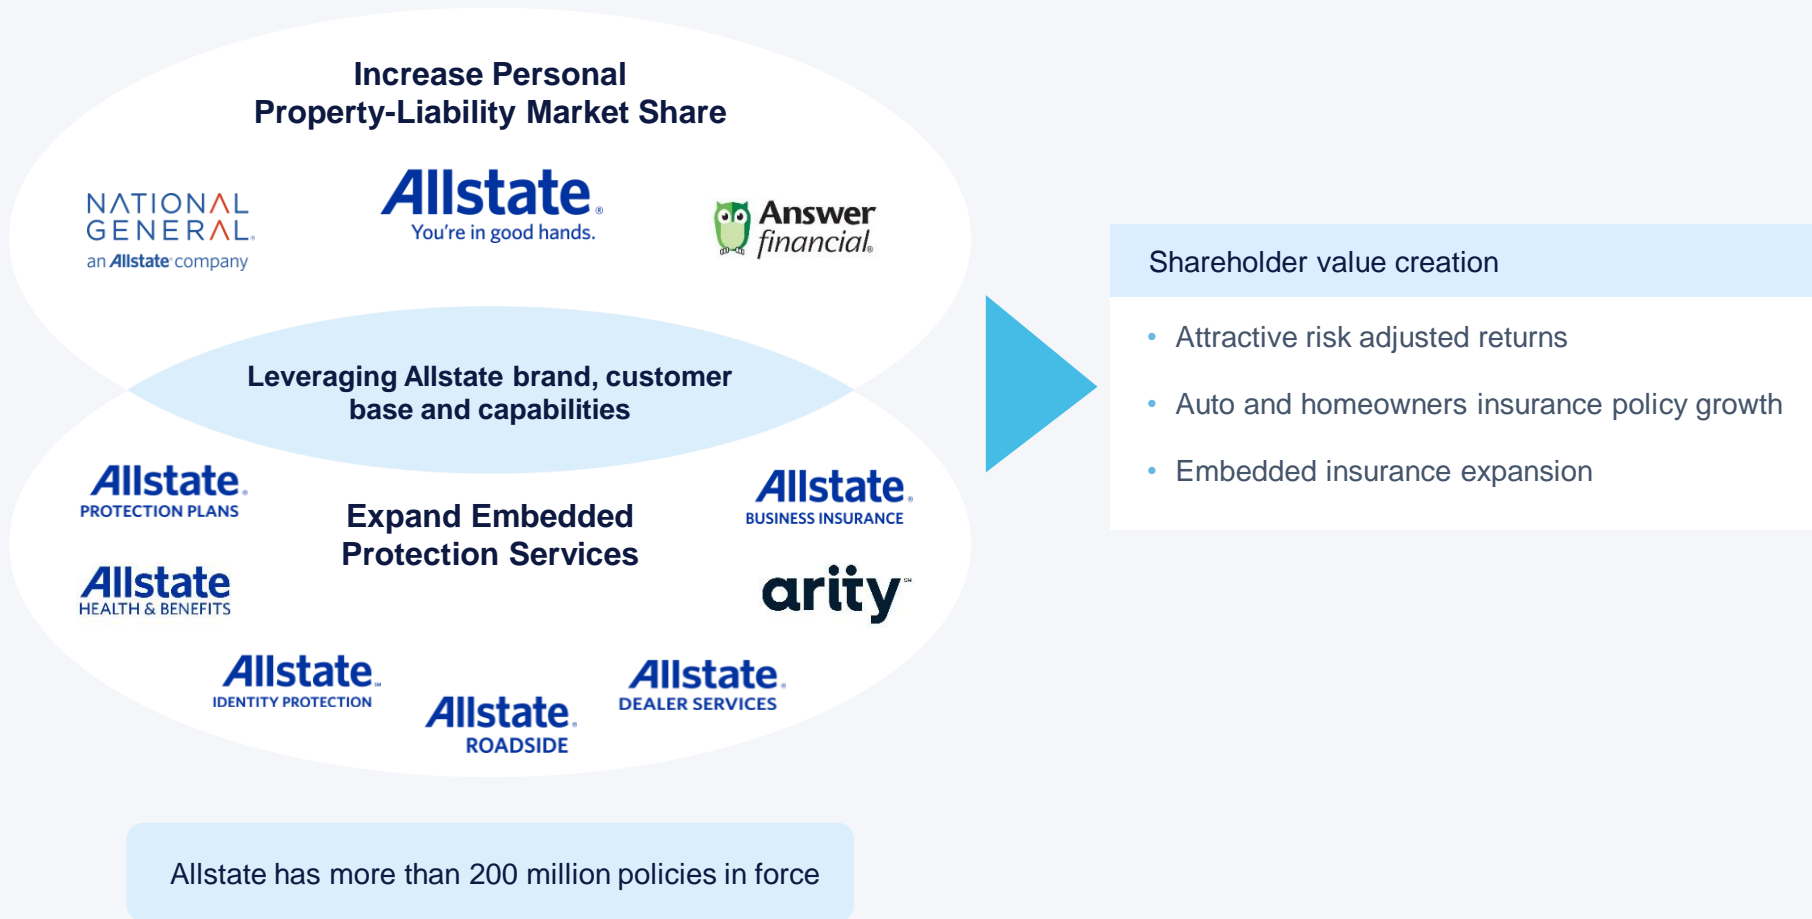 Increase Personal
Property-Liability Market Share
NATIONAL
GENERAL®
an Allstate® company
Allstate®
You're in good hands.
Answer
financial®
Leveraging Allstate brand, customer
base and capabilities
Allstate®
PROTECTION PLANS
Expand Embedded
Protection Services
Allstate®
BUSINESS INSURANCE
Allstate
HEALTH & BENEFITS
arity℠
Allstate℠
IDENTITY PROTECTION
Allstate®
ROADSIDE
Allstate®
DEALER SERVICES
Allstate has more than 200 million policies in force
Shareholder value creation
• Attractive risk adjusted returns
• Auto and homeowners insurance policy growth
• Embedded insurance expansion